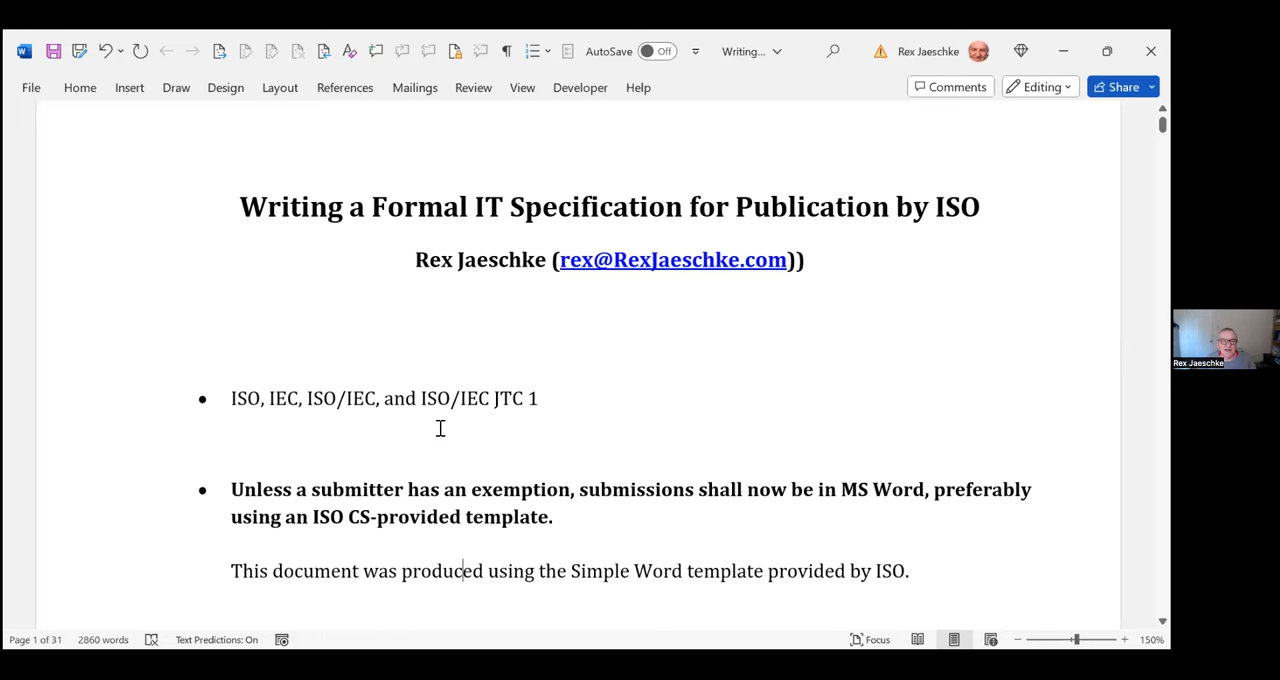 AutoSave Off Writing... Rex Jaeschke
File Home Insert Draw Design Layout References Mailings Review View Developer Help Comments Editing Share
Writing a Formal IT Specification for Publication by ISO
Rex Jaeschke (rex@RexJaeschke.com))
• ISO, IEC, ISO/IEC, and ISO/IEC JTC 1
Rex Jaeschke
• Unless a submitter has an exemption, submissions shall now be in MS Word, preferably
using an ISO CS-provided template.
This document was produced using the Simple Word template provided by ISO.
Page 1 of 31 2860 words Text Predictions: On Focus 150%